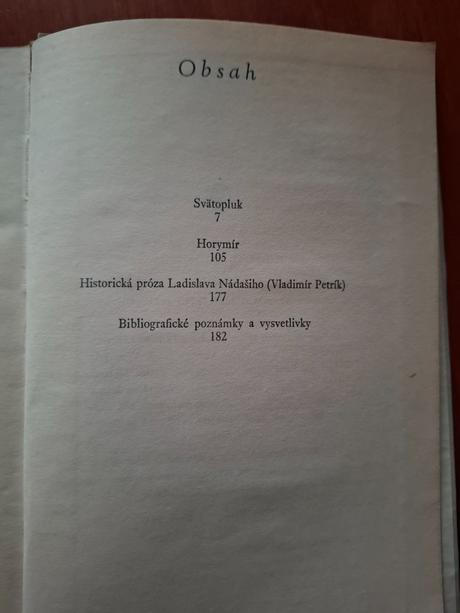 Obsah
Svätopluk
7
Horymír
105
Historická próza Ladislava Nádašiho (Vladimír Petrík)
177
Bibliografické poznámky a vysvetlivky
182